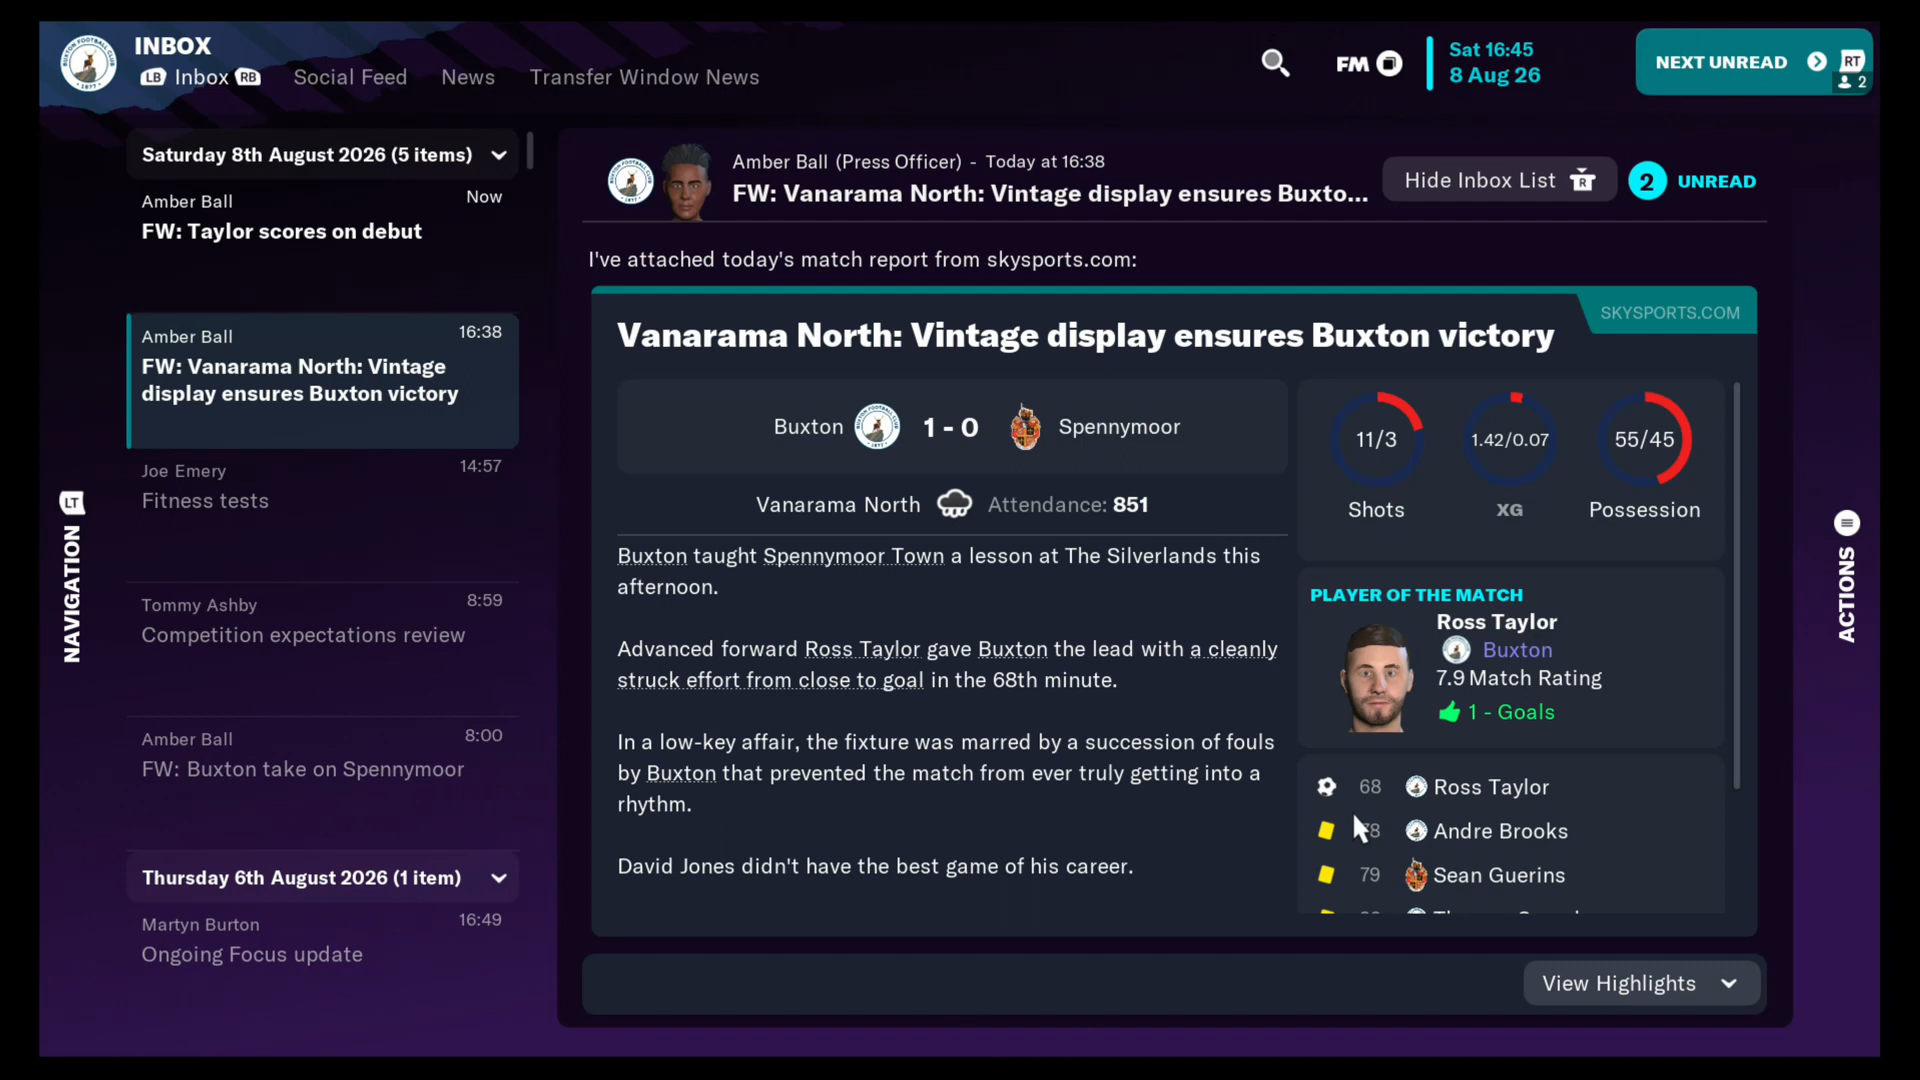 INBOX
LB Inbox RB
Social Feed
News
Transfer Window News
FM
Sat 16:45
8 Aug 26
NEXT UNREAD
RT
2
Saturday 8th August 2026 (5 items)
Amber Ball
Now
FW: Taylor scores on debut
Amber Ball
16:38
FW: Vanarama North: Vintage
display ensures Buxton victory
Joe Emery
14:57
Fitness tests
Tommy Ashby
8:59
Competition expectations review
Amber Ball
8:00
FW: Buxton take on Spennymoor
Thursday 6th August 2026 (1 item)
Martyn Burton
16:49
Ongoing Focus update
LT
NAVIGATION
Amber Ball (Press Officer) - Today at 16:38
FW: Vanarama North: Vintage display ensures Buxto...
Hide Inbox List
R
2 UNREAD
I've attached today's match report from skysports.com:
SKYSPORTS.COM
Vanarama North: Vintage display ensures Buxton victory
Buxton 1 - 0 Spennymoor
Vanarama North
Attendance: 851
Buxton taught Spennymoor Town a lesson at The Silverlands this
afternoon.
Advanced forward Ross Taylor gave Buxton the lead with a cleanly
struck effort from close to goal in the 68th minute.
In a low-key affair, the fixture was marred by a succession of fouls
by Buxton that prevented the match from ever truly getting into a
rhythm.
David Jones didn't have the best game of his career.
11/3
Shots
1.42/0.07
XG
55/45
Possession
PLAYER OF THE MATCH
Ross Taylor
Buxton
7.9 Match Rating
1 - Goals
68 Ross Taylor
78 Andre Brooks
79 Sean Guerins
View Highlights
ACTIONS